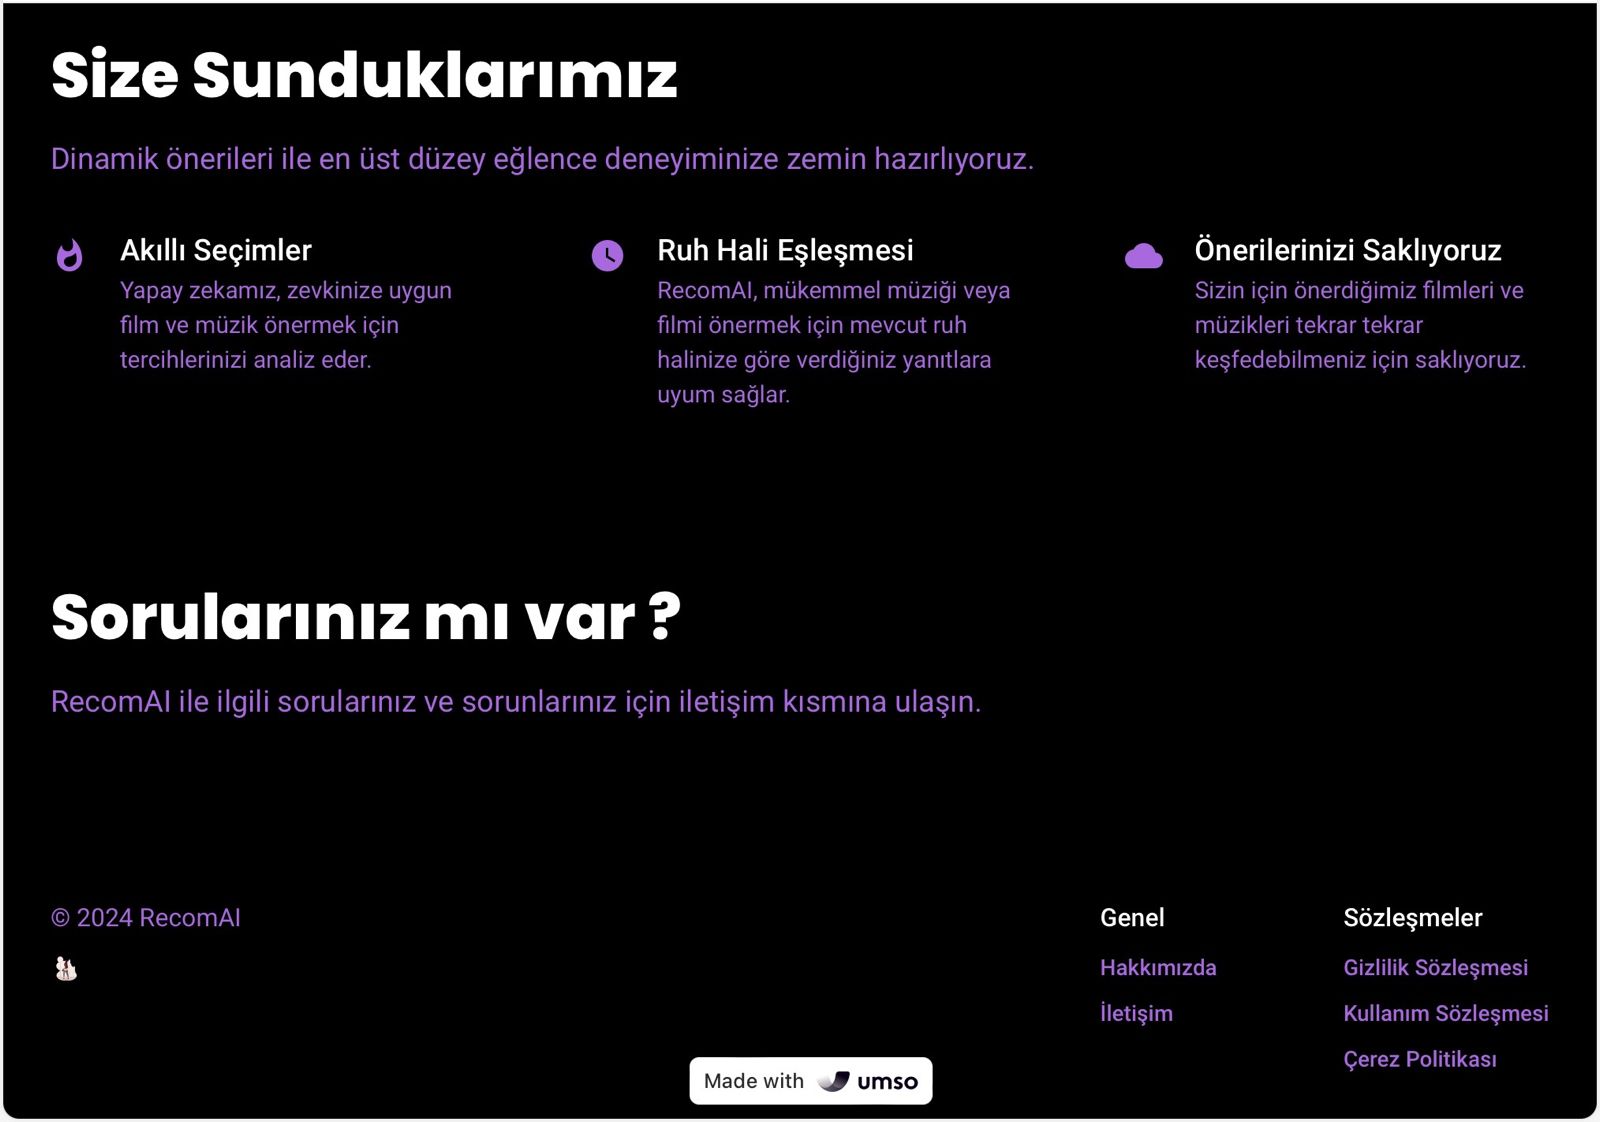 Size Sunduklarımız
Dinamik önerileri ile en üst düzey eğlence deneyiminize zemin hazırlıyoruz.
Akıllı Seçimler
Yapay zekamız, zevkinize uygun
film ve müzik önermek için
tercihlerinizi analiz eder.
Ruh Hali Eşleşmesi
RecomAI, mükemmel müziği veya
filmi önermek için mevcut ruh
halinize göre verdiğiniz yanıtlara
uyum sağlar.
Önerilerinizi Saklıyoruz
Sizin için önerdiğimiz filmleri ve
müzikleri tekrar tekrar
keşfedebilmeniz için saklıyoruz.
Sorularınız mı var ?
RecomAI ile ilgili sorularınız ve sorunlarınız için iletişim kısmına ulaşın.
© 2024 RecomAI
Genel
Hakkımızda
İletişim
Sözleşmeler
Gizlilik Sözleşmesi
Kullanım Sözleşmesi
Çerez Politikası
Made with umso